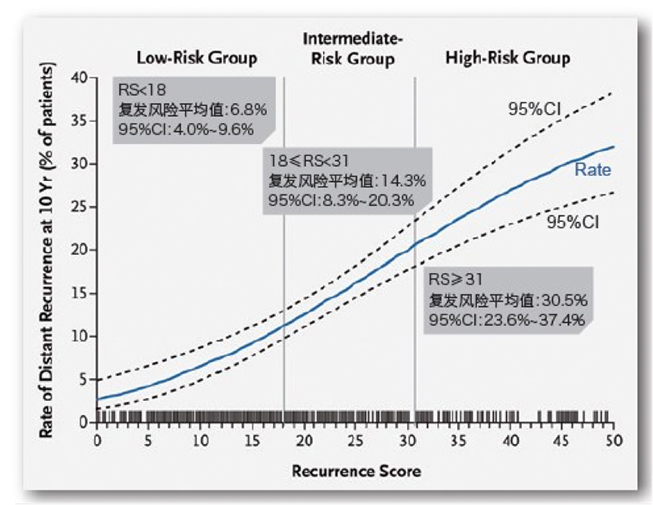 Low-Risk Group
Intermediate-
Risk Group
High-Risk Group
Rate of Distant Recurrence at 10 Yr (% of patients)
40
35
30
25
20
15
10
5
0
RS<18
复发风险平均值:6.8%
95%CI:4.0%~9.6%
18≤RS<31
复发风险平均值:14.3%
95%CI:8.3%~20.3%
95%CI
Rate
95%CI
RS≥31
复发风险平均值:30.5%
95%CI:23.6%~37.4%
0 5 10 15 20 25 30 35 40 45 50
Recurrence Score